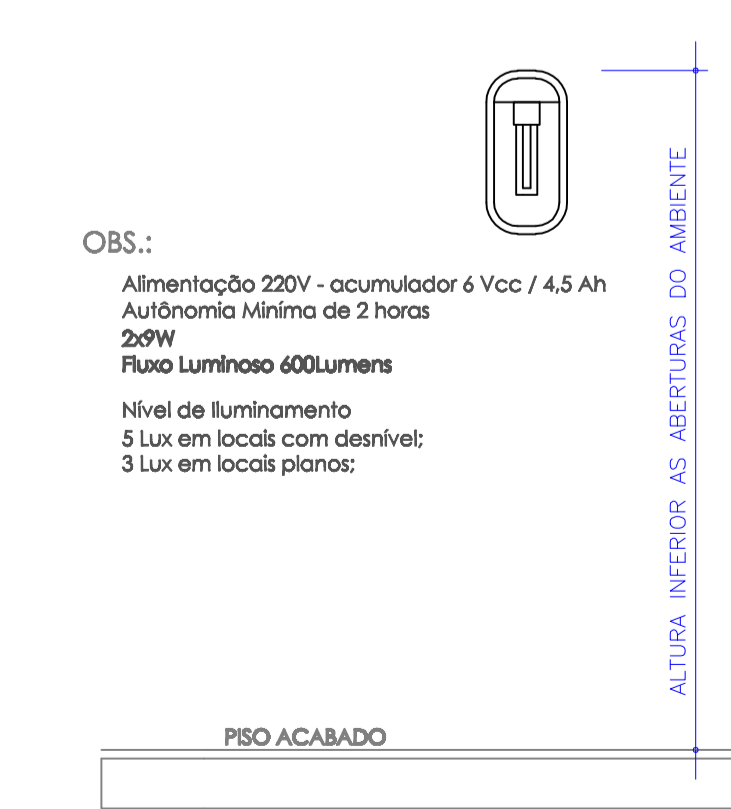 OBS.:
Alimentação 220V - acumulador 6 Vcc / 4,5 Ah
Autônomia Miníma de 2 horas
2x9W
Fluxo Luminoso 600Lumens
Nível de Iluminamento
5 Lux em locais com desnível;
3 Lux em locais planos;
ALTURA INFERIOR AS ABERTURAS DO AMBIENTE
PISO ACABADO